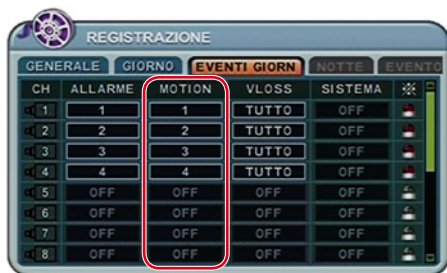 REGISTRAZIONE
GENERALE GIORNO EVENTI GIORN NOTTE EVENTO
CH ALLARME MOTION VLOSS SISTEMA
1 1 1 TUTTO OFF
2 2 2 TUTTO OFF
3 3 3 TUTTO OFF
4 4 4 TUTTO OFF
5 OFF OFF OFF OFF
6 OFF OFF OFF OFF
7 OFF OFF OFF OFF
8 OFF OFF OFF OFF